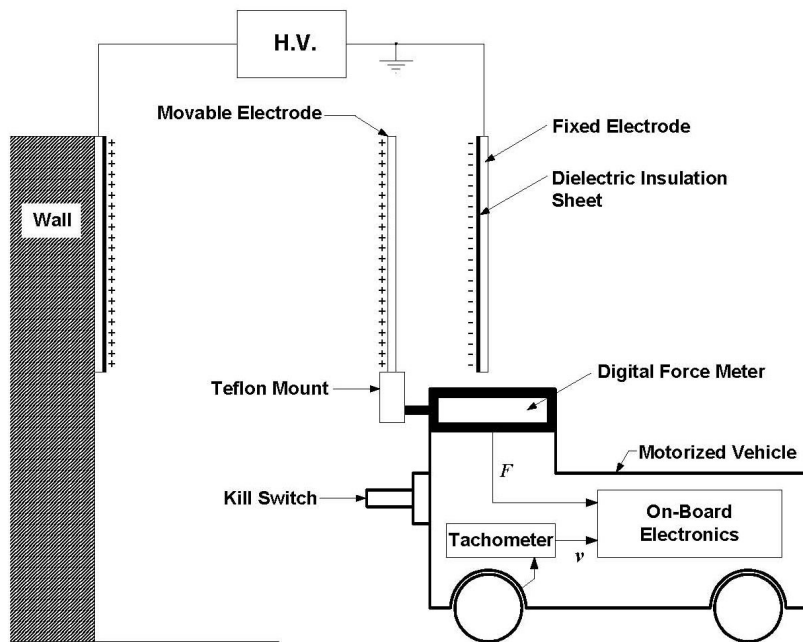 H.V.
Movable Electrode
Fixed Electrode
Dielectric Insulation
Sheet
Wall
Teflon Mount
Digital Force Meter
Motorized Vehicle
F
Kill Switch
On-Board
Electronics
Tachometer
v